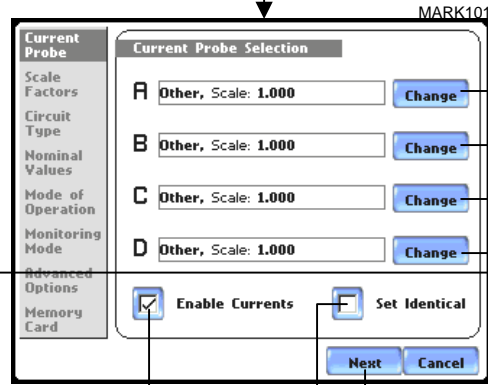 MARK101
Current
Probe
Scale
Factors
Circuit
Type
Nominal
Values
Mode of
Operation
Monitoring
Mode
Advanced
Options
Memory
Card
Current Probe Selection
A Other, Scale: 1.000 Change
B Other, Scale: 1.000 Change
C Other, Scale: 1.000 Change
D Other, Scale: 1.000 Change
Enable Currents Set Identical
Next Cancel